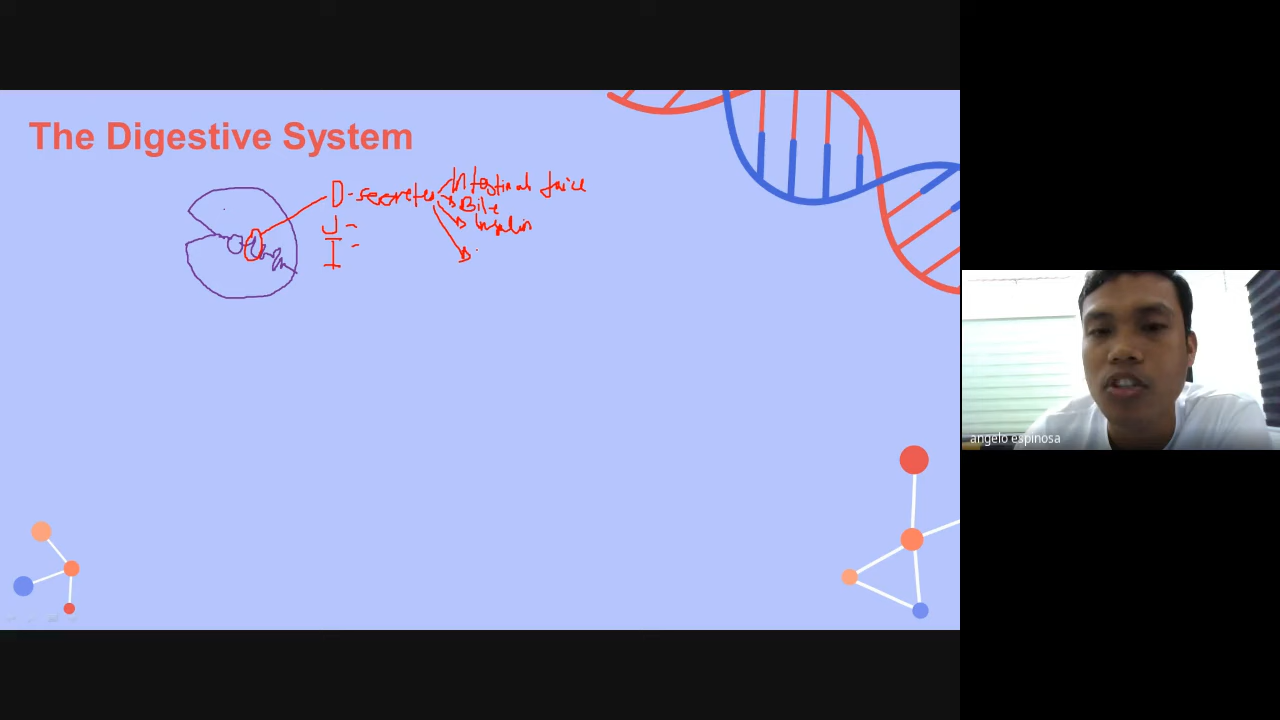 The Digestive System
D - secretes Intestinal Juice
Bile
Insulin
J -
I -
angelo espinosa